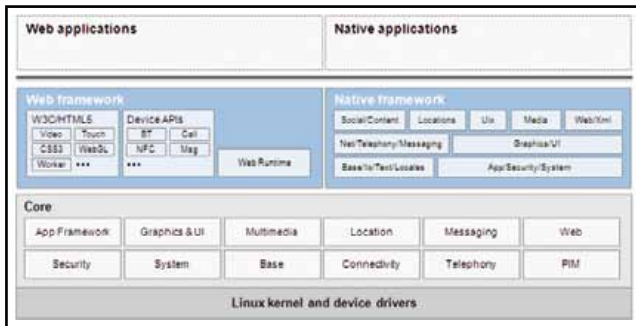 Web applications
Native applications
Web framework
W3C/HTML5
Video Touch
CSS3 WebGL
Worker •••
Device APIs
BT Call
NFC Msg
•••
Web Runtime
Native framework
Social/Content Locations Uix Media Web/Xml
Net/Telephony/Messaging Graphics/UI
Base/Io/Text/Locales App/Security/System
Core
App Framework Graphics & UI Multimedia Location Messaging Web
Security System Base Connectivity Telephony PIM
Linux kernel and device drivers